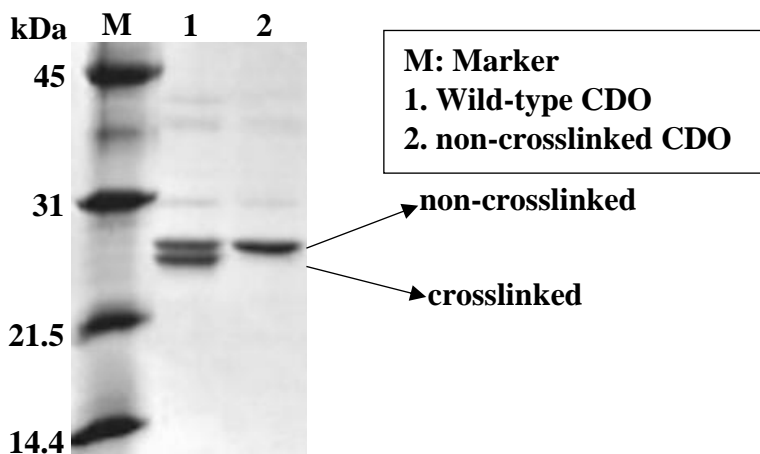 kDa M 1 2
45
31
21.5
14.4
M: Marker
1. Wild-type CDO
2. non-crosslinked CDO
non-crosslinked
crosslinked